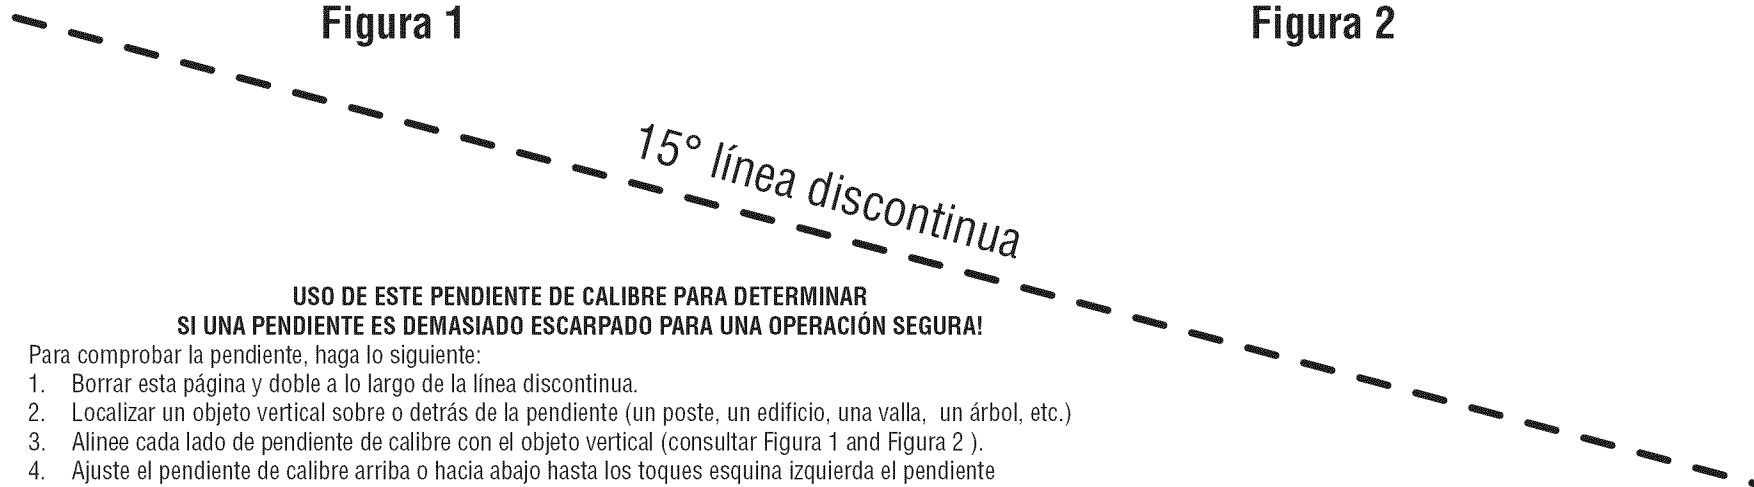 Figura 1
Figura 2
15° línea discontinua
USO DE ESTE PENDIENTE DE CALIBRE PARA DETERMINAR
SI UNA PENDIENTE ES DEMASIADO ESCARPADO PARA UNA OPERACIÓN SEGURA!
Para comprobar la pendiente, haga lo siguiente:
1. Borrar esta página y doble a lo largo de la línea discontinua.
2. Localizar un objeto vertical sobre o detrás de la pendiente (un poste, un edificio, una valla, un árbol, etc.)
3. Alinee cada lado de pendiente de calibre con el objeto vertical (consultar Figura 1 and Figura 2 ).
4. Ajuste el pendiente de calibre arriba o hacia abajo hasta los toques esquina izquierda el pendiente